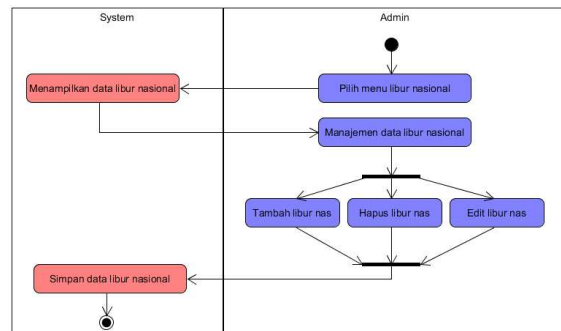 System
Admin
Menampilkan data libur nasional
Pilih menu libur nasional
Manajemen data libur nasional
Tambah libur nas
Hapus libur nas
Edit libur nas
Simpan data libur nasional